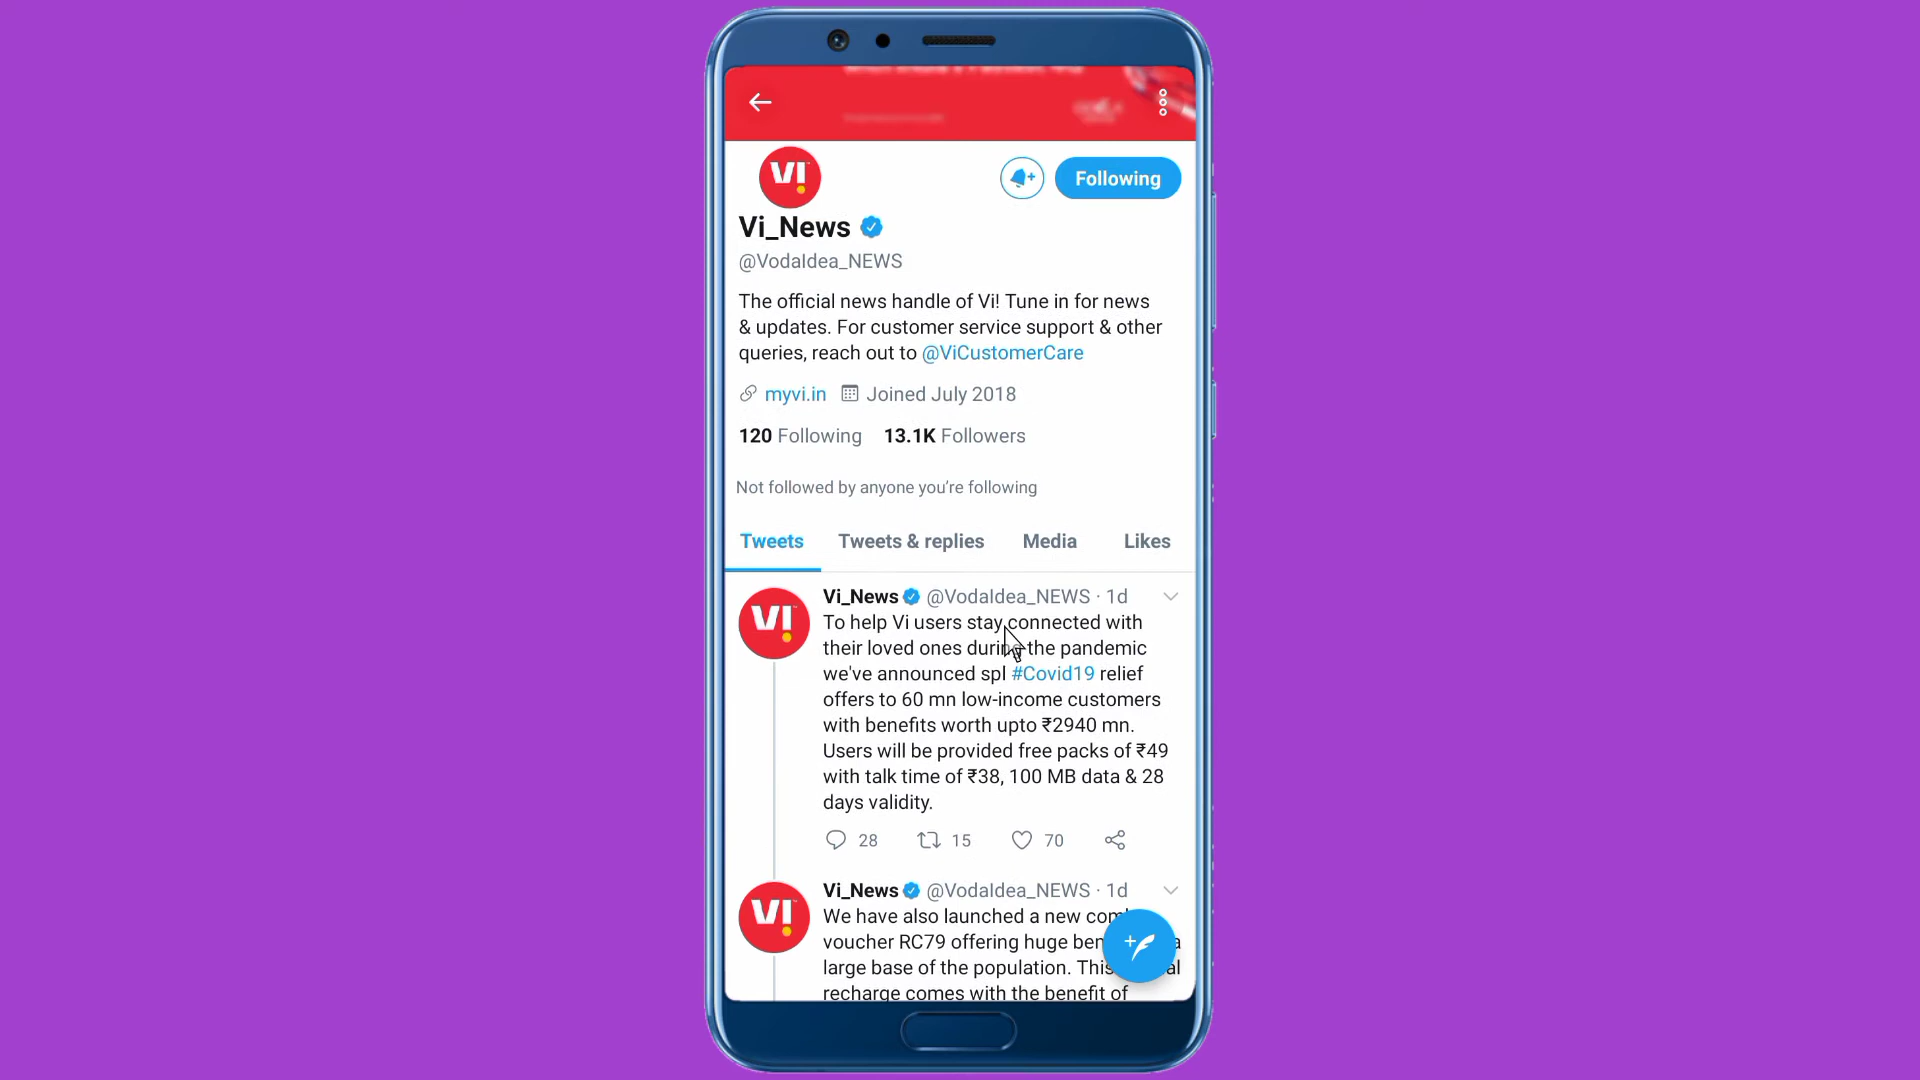 VI
Following
Vi_News
@VodaIdea_NEWS
The official news handle of Vi! Tune in for news
& updates. For customer service support & other
queries, reach out to @ViCustomerCare
myvi.in Joined July 2018
120 Following 13.1K Followers
Not followed by anyone you're following
Tweets Tweets & replies Media Likes
VI
Vi_News @VodaIdea_NEWS · 1d
To help Vi users stay connected with
their loved ones during the pandemic
we've announced spl #Covid19 relief
offers to 60 mn low-income customers
with benefits worth upto ₹2940 mn.
Users will be provided free packs of ₹49
with talk time of ₹38, 100 MB data & 28
days validity.
28 15 70
VI
Vi_News @VodaIdea_NEWS · 1d
We have also launched a new
voucher RC79 offering huge
large base of the population. This
recharge comes with the benefit of